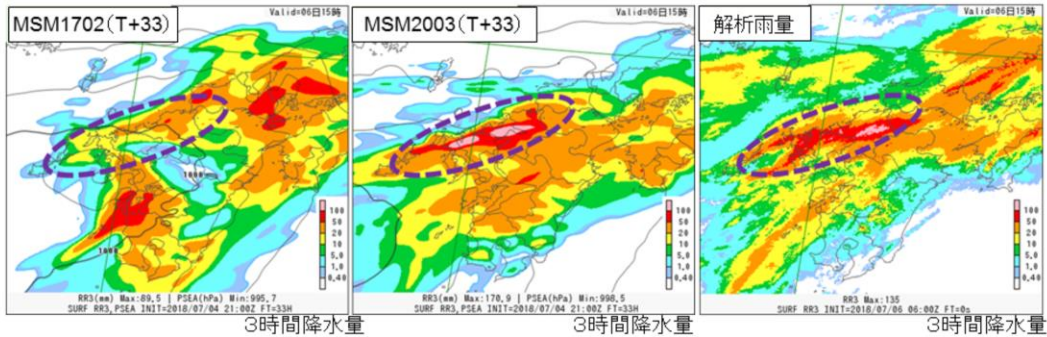 MSM1702(T+33)
Valid=06日15時
1000
1000
100
50
20
10
5.0
1.0
0.40
RR3(mm) Max:89.5 | PSEA(hPa) Min:995.7
SURF RR3,PSEA INIT=2018/07/04 21:00Z FT=33H
3時間降水量
MSM2003(T+33)
Valid=06日15時
100
50
20
10
5.0
1.0
0.40
RR3(mm) Max:170.9 | PSEA(hPa) Min:998.5
SURF RR3,PSEA INIT=2018/07/04 21:00Z FT=33H
3時間降水量
解析雨量
Valid=06日15時
100
50
20
10
5.0
1.0
0.40
RR3 Max:135
SURF RR3 INIT=2018/07/06 06:00Z FT=0s
3時間降水量